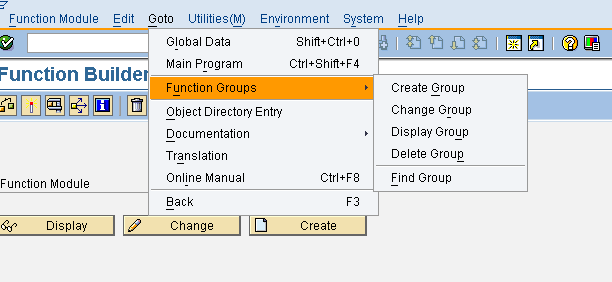 Function Module Edit Goto Utilities(M) Environment System Help
Global Data Shift+Ctrl+0
Main Program Ctrl+Shift+F4
Function Builder
Function Groups
Create Group
Change Group
Object Directory Entry
Documentation
Display Group
Translation
Delete Group
Online Manual Ctrl+F8
Find Group
Function Module
Back F3
Display Change Create